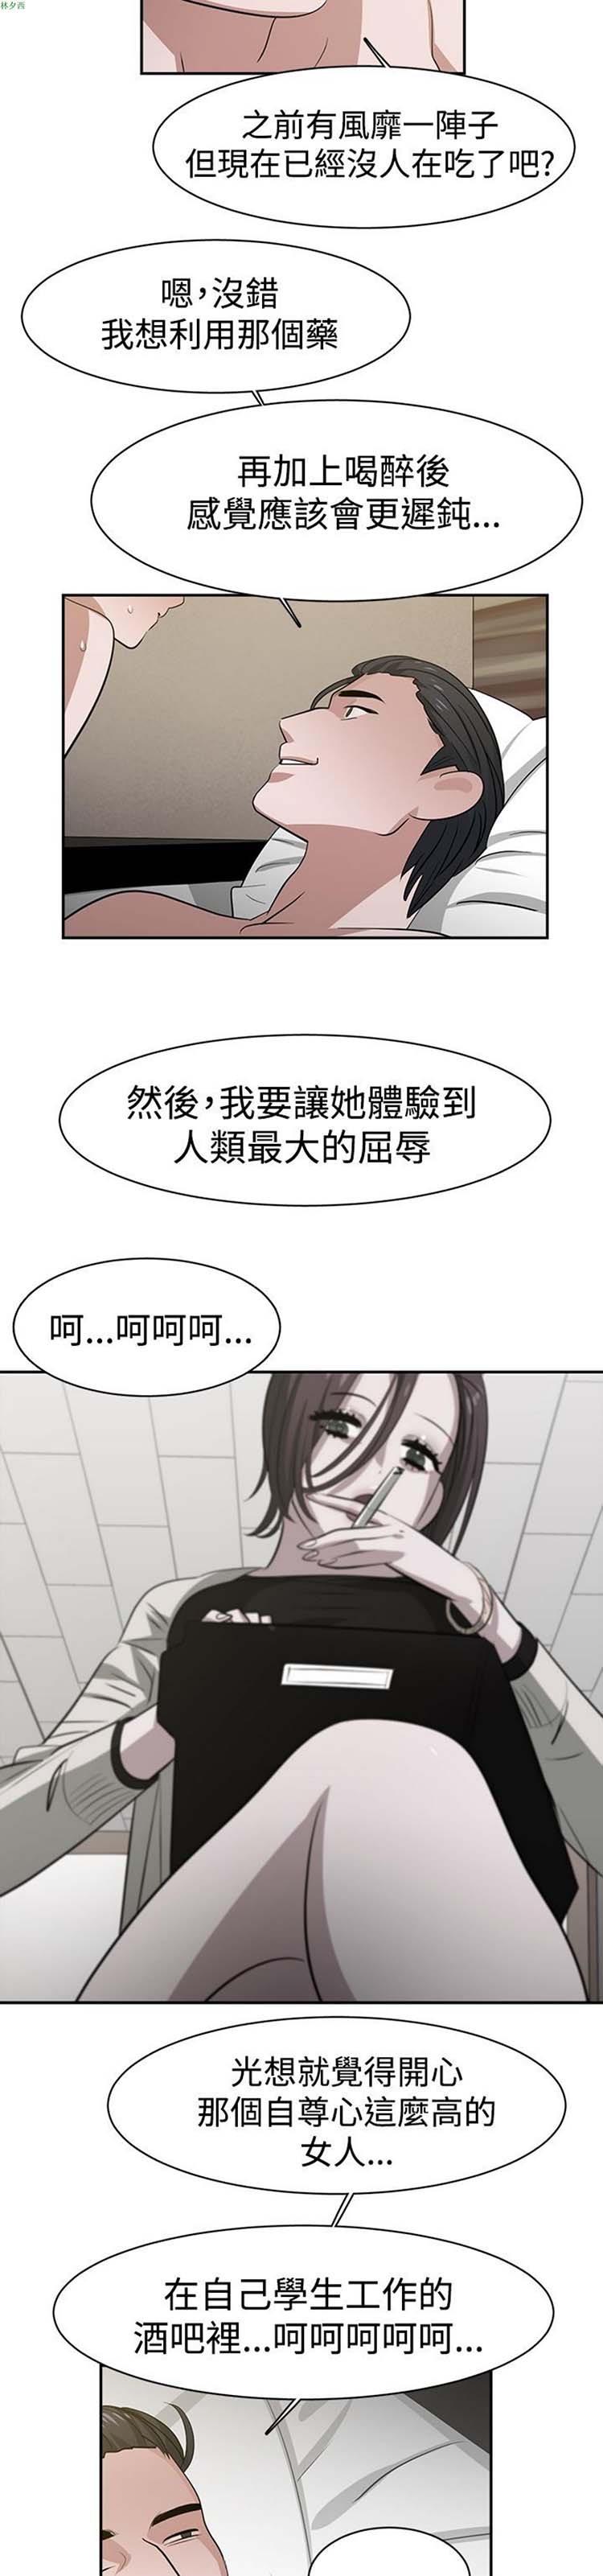 林夕西
之前有風靡一陣子
但現在已經沒人在吃了吧?
嗯,沒錯
我想利用那個藥
再加上喝醉後
感覺應該會更遲鈍...
然後,我要讓她體驗到
人類最大的屈辱
呵...呵呵呵...
光想就覺得開心
那個自尊心這麼高的
女人...
在自己學生工作的
酒吧裡...呵呵呵呵呵...